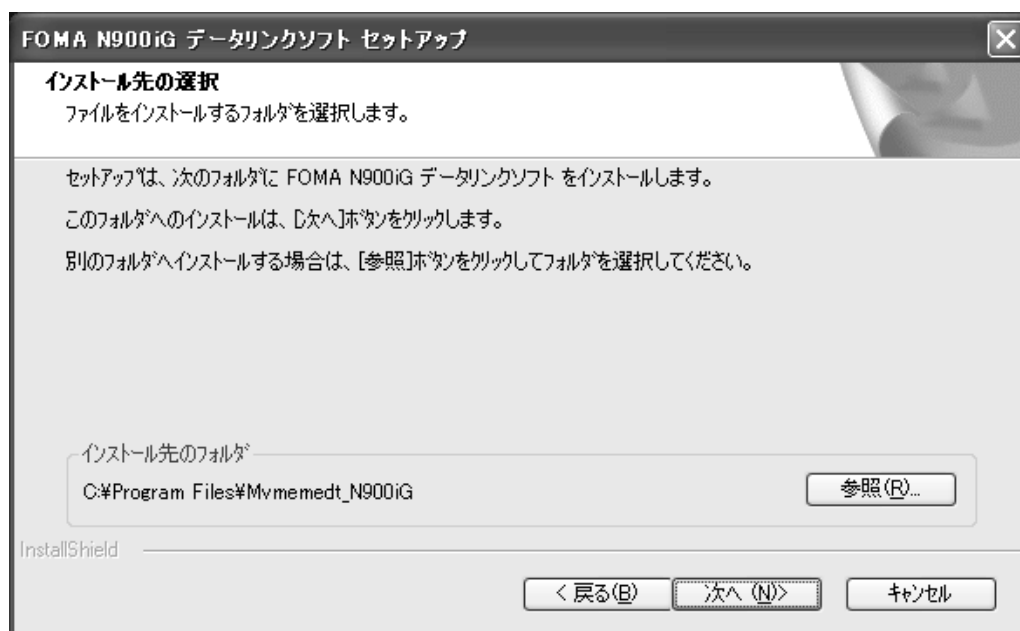 FOMA N900iG データリンクソフト セットアップ
インストール先の選択
ファイルをインストールするフォルダを選択します。
セットアップは、次のフォルダに FOMA N900iG データリンクソフト をインストールします。
このフォルダへのインストールは、[次へ]ボタンをクリックします。
別のフォルダへインストールする場合は、[参照]ボタンをクリックしてフォルダを選択してください。
インストール先のフォルダ
C:¥Program Files¥Mvmemedt_N900iG
参照(R)...
InstallShield
< 戻る(B)
次へ (N)>
キャンセル